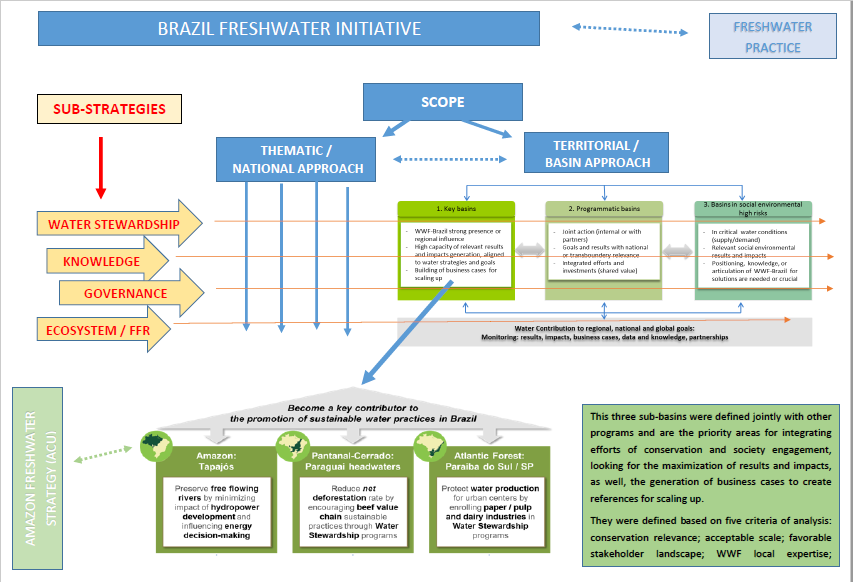 BRAZIL FRESHWATER INITIATIVE
FRESHWATER
PRACTICE
SUB-STRATEGIES
SCOPE
THEMATIC /
NATIONAL APPROACH
TERRITORIAL /
BASIN APPROACH
WATER STEWARDSHIP
KNOWLEDGE
GOVERNANCE
ECOSYSTEM / FFR
1. Key basins
- WWF-Brazil strong presence or
regional influence
- High capacity of relevant results
and impacts generation, aligned
to water strategies and goals
- Building of business cases for
scaling up
2. Programmatic basins
- Joint action (internal or with
partners)
- Goals and results with national
or transboundery relevance
- Integrated efforts and
investments (shared value)
3. Basins in social environmental
high risks
- In critical water conditions
(supply/demand)
- Relevant social environmental
results and impacts
- Positioning, knowledge, or
articulation of WWF-Brazil for
solutions are needed or crucial
Water Contribution to regional, national and global goals:
Monitoring: results, impacts, business cases, data and knowledge, partnerships
AMAZON FRESHWATER
STRATEGY (ACU)
Become a key contributor to
the promotion of sustainable water practices in Brazil
Amazon:
Tapajós
Preserve free flowing
rivers by minimizing
impact of hydropower
development and
influencing energy
decision-making
Pantanal-Cerrado:
Paraguai headwaters
Reduce net
deforestation rate by
encouraging beef value
chain sustainable
practices through Water
Stewardship programs
Atlantic Forest:
Paraiba do Sul / SP
Protect water production
for urban centers by
enrolling paper / pulp
and dairy industries in
Water Stewardship
programs
This three sub-basins were defined jointly with other
programs and are the priority areas for integrating
efforts of conservation and society engagement,
looking for the maximization of results and impacts,
as well, the generation of business cases to create
references for scaling up.
They were defined based on five criteria of analysis:
conservation relevance; acceptable scale; favorable
stakeholder landscape; WWF local expertise;